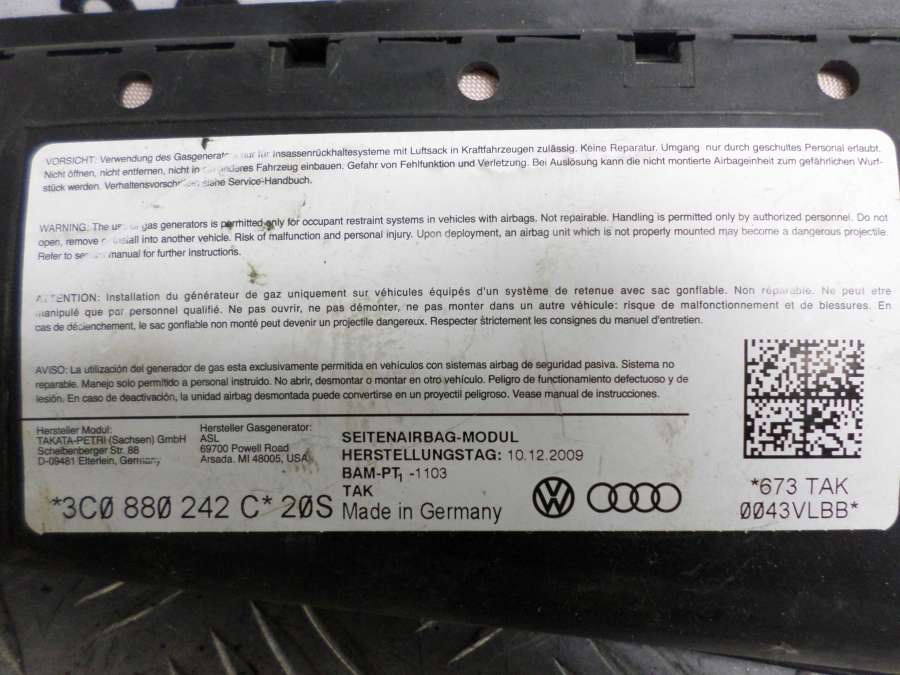 VORSICHT: Verwendung des Gasgenerat nur für Insassenrückhaltesysteme mit Luftsack in Kraftfahrzeugen zulässig. Keine Reparatur. Umgang nur durch geschultes Personal erlaubt.
Nicht öffnen, nicht entfernen, nicht in anderes Fahrzeug einbauen. Gefahr von Fehlfunktion und Verletzung. Bei Auslösung kann die nicht montierte Airbageinheit zum gefährlichen Wurf-
stück werden. Verhaltensvorsch siehe Service-Handbuch.
WARNING: The use gas generators is permitted only for occupant restraint systems in vehicles with airbags. Not repairable. Handling is permitted only by authorized personnel. Do not
open, remove install into another vehicle. Risk of malfunction and personal injury. Upon deployment, an airbag unit which is not properly mounted may become a dangerous projectile.
Refer to manual for further instructions.
ATTENTION: Installation du générateur de gaz uniquement sur véhicules équipés d'un système de retenue avec sac gonflable. Non réparable. Ne peut etre
manipulé que par personnel qualifié. Ne pas ouvrir, ne pas démonter, ne pas monter dans un autre véhicule: risque de malfonctionnement et de blessures. En
cas de déclenchement, le sac gonflable non monté peut devenir un projectile dangereux. Respecter strictement les consignes du manuel d'entretien.
AVISO: La utilización del generador de gas esta exclusivamente permitida en vehículos con sistemas airbag de seguridad pasiva. Sistema no
reparable. Manejo solo permitido a personal instruido. No abrir, desmontar o montar en otro vehículo. Peligro de funcionamiento defectuoso y de
lesión. En caso de deactivación, la unidad airbag desmontada puede convertirse en un proyectil peligroso. Vease manual de instrucciones.
Hersteller Modul:
TAKATA-PETRI (Sachsen) GmbH
Scheibenberger Str. 88
D-09481 Elterlein, Germany
Hersteller Gasgenerator:
ASL
69700 Powell Road
Arsada. MI 48005, USA
SEITENAIRBAG-MODUL
HERSTELLUNGSTAG: 10.12.2009
BAM-PT1 -1103
TAK
Made in Germany
*3C0 880 242 C* 20S
*673 TAK
0043VLBB*